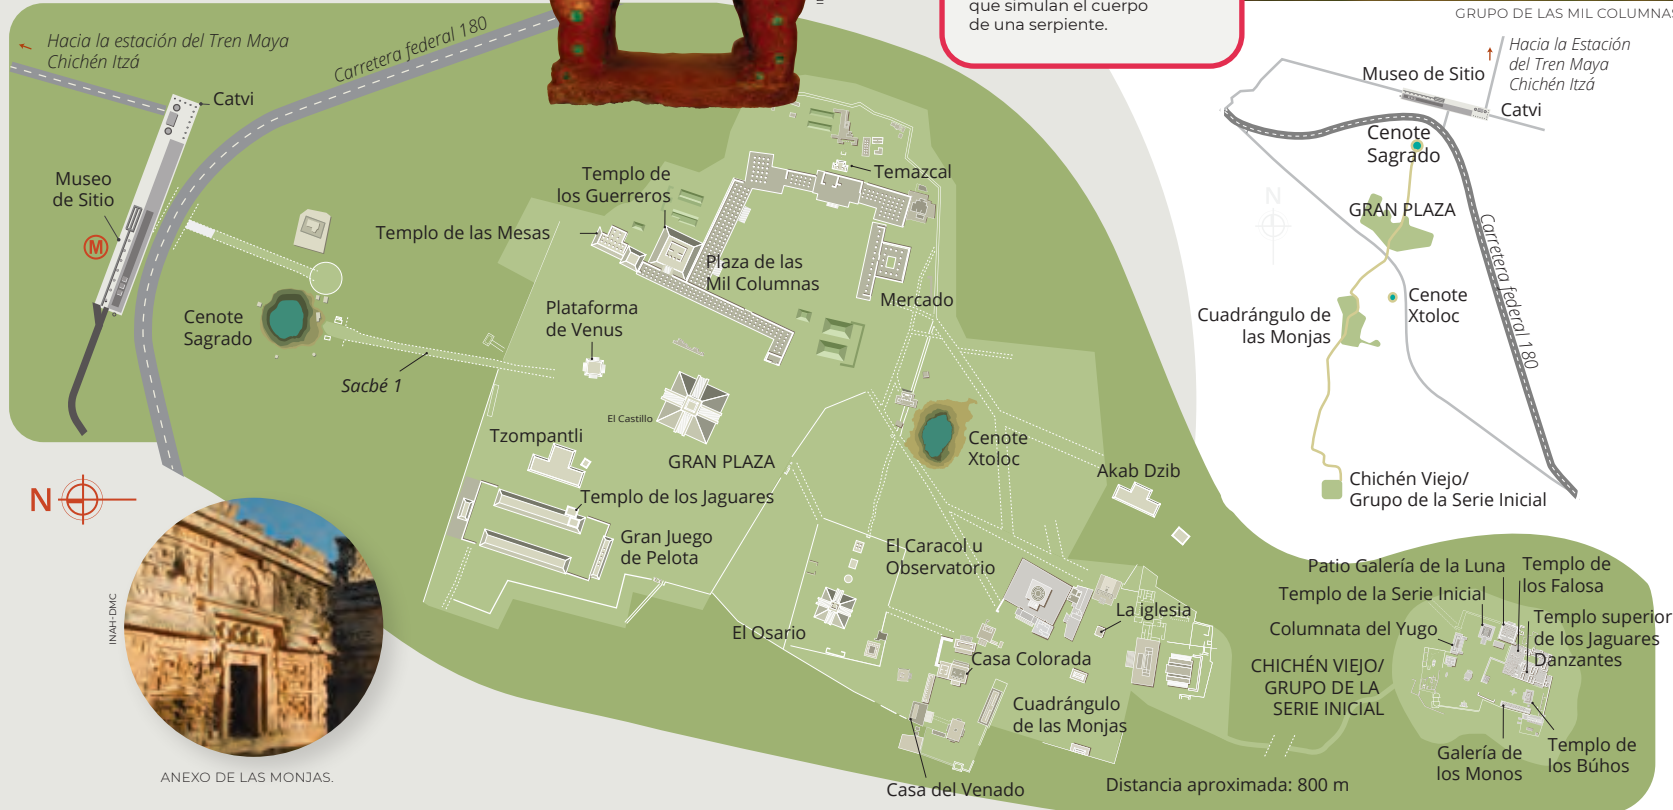 que simulan el cuerpo
de una serpiente.
GRUPO DE LAS MIL COLUMNAS
Hacia la estación del Tren Maya
Chichén Itzá
Carretera federal 180
Catvi
Museo
de Sitio
M
Cenote
Sagrado
Sacbé 1
Templo de
los Guerreros
Templo de las Mesas
Temazcal
Plaza de las
Mil Columnas
Mercado
Plataforma
de Venus
El Castillo
Tzompantli
GRAN PLAZA
Templo de los Jaguares
Gran Juego
de Pelota
Cenote
Xtoloc
Akab Dzib
El Caracol u
Observatorio
El Osario
La iglesia
Casa Colorada
Cuadrángulo
de las Monjas
Casa del Venado
N
INAH-DMC
ANEXO DE LAS MONJAS.
Hacia la Estación
del Tren Maya
Chichén Itzá
Museo de Sitio
Catvi
Cenote
Sagrado
N
GRAN PLAZA
Carretera federal 180
Cenote
Xtoloc
Cuadrángulo de
las Monjas
Chichén Viejo/
Grupo de la Serie Inicial
Patio Galería de la Luna
Templo de
los Falosa
Templo de la Serie Inicial
Templo superior
de los Jaguares
Danzantes
Columnata del Yugo
CHICHÉN VIEJO/
GRUPO DE LA
SERIE INICIAL
Galería de
los Monos
Templo de
los Búhos
Distancia aproximada: 800 m